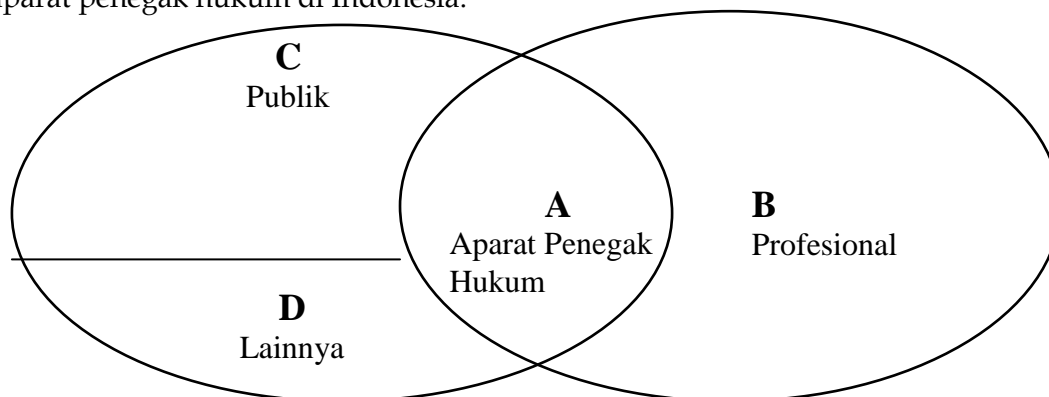 aparat penegak hukum di Indonesia.
C
Publik
A
Aparat Penegak
Hukum
B
Profesional
D
Lainnya